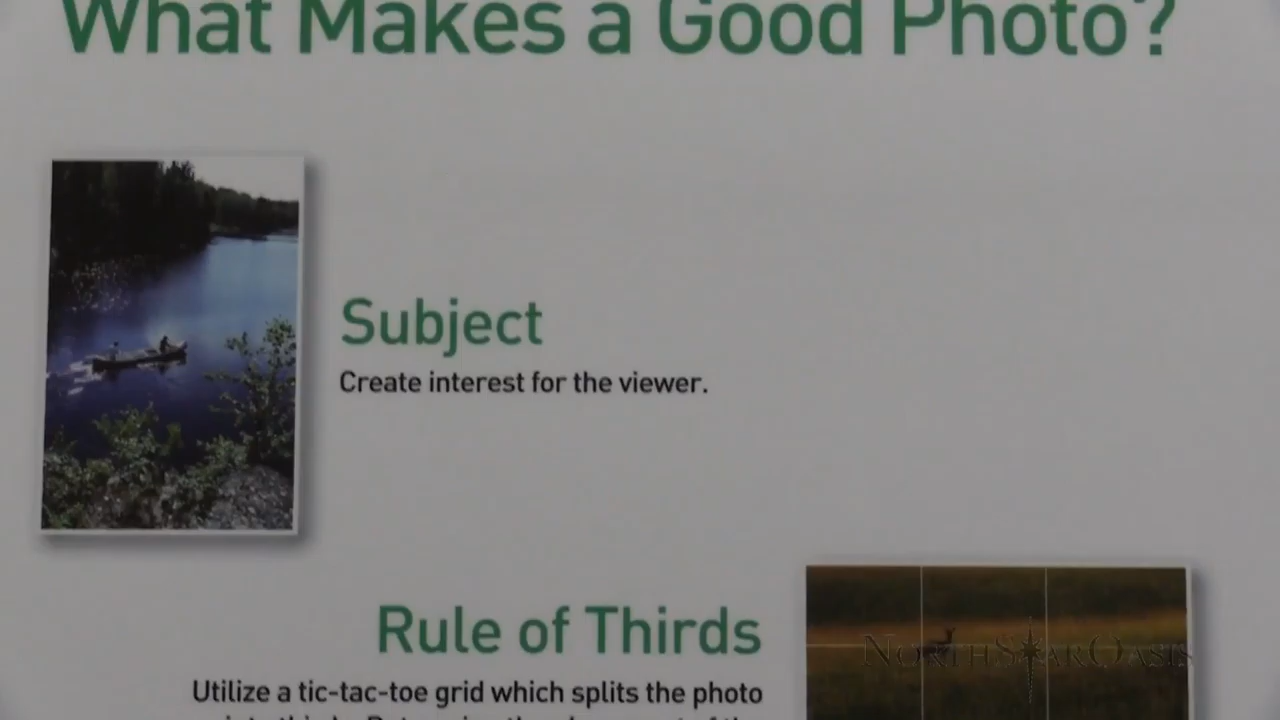 What Makes a Good Photo?
Subject
Create interest for the viewer.
Rule of Thirds
NorthStarOasis
Utilize a tic-tac-toe grid which splits the photo